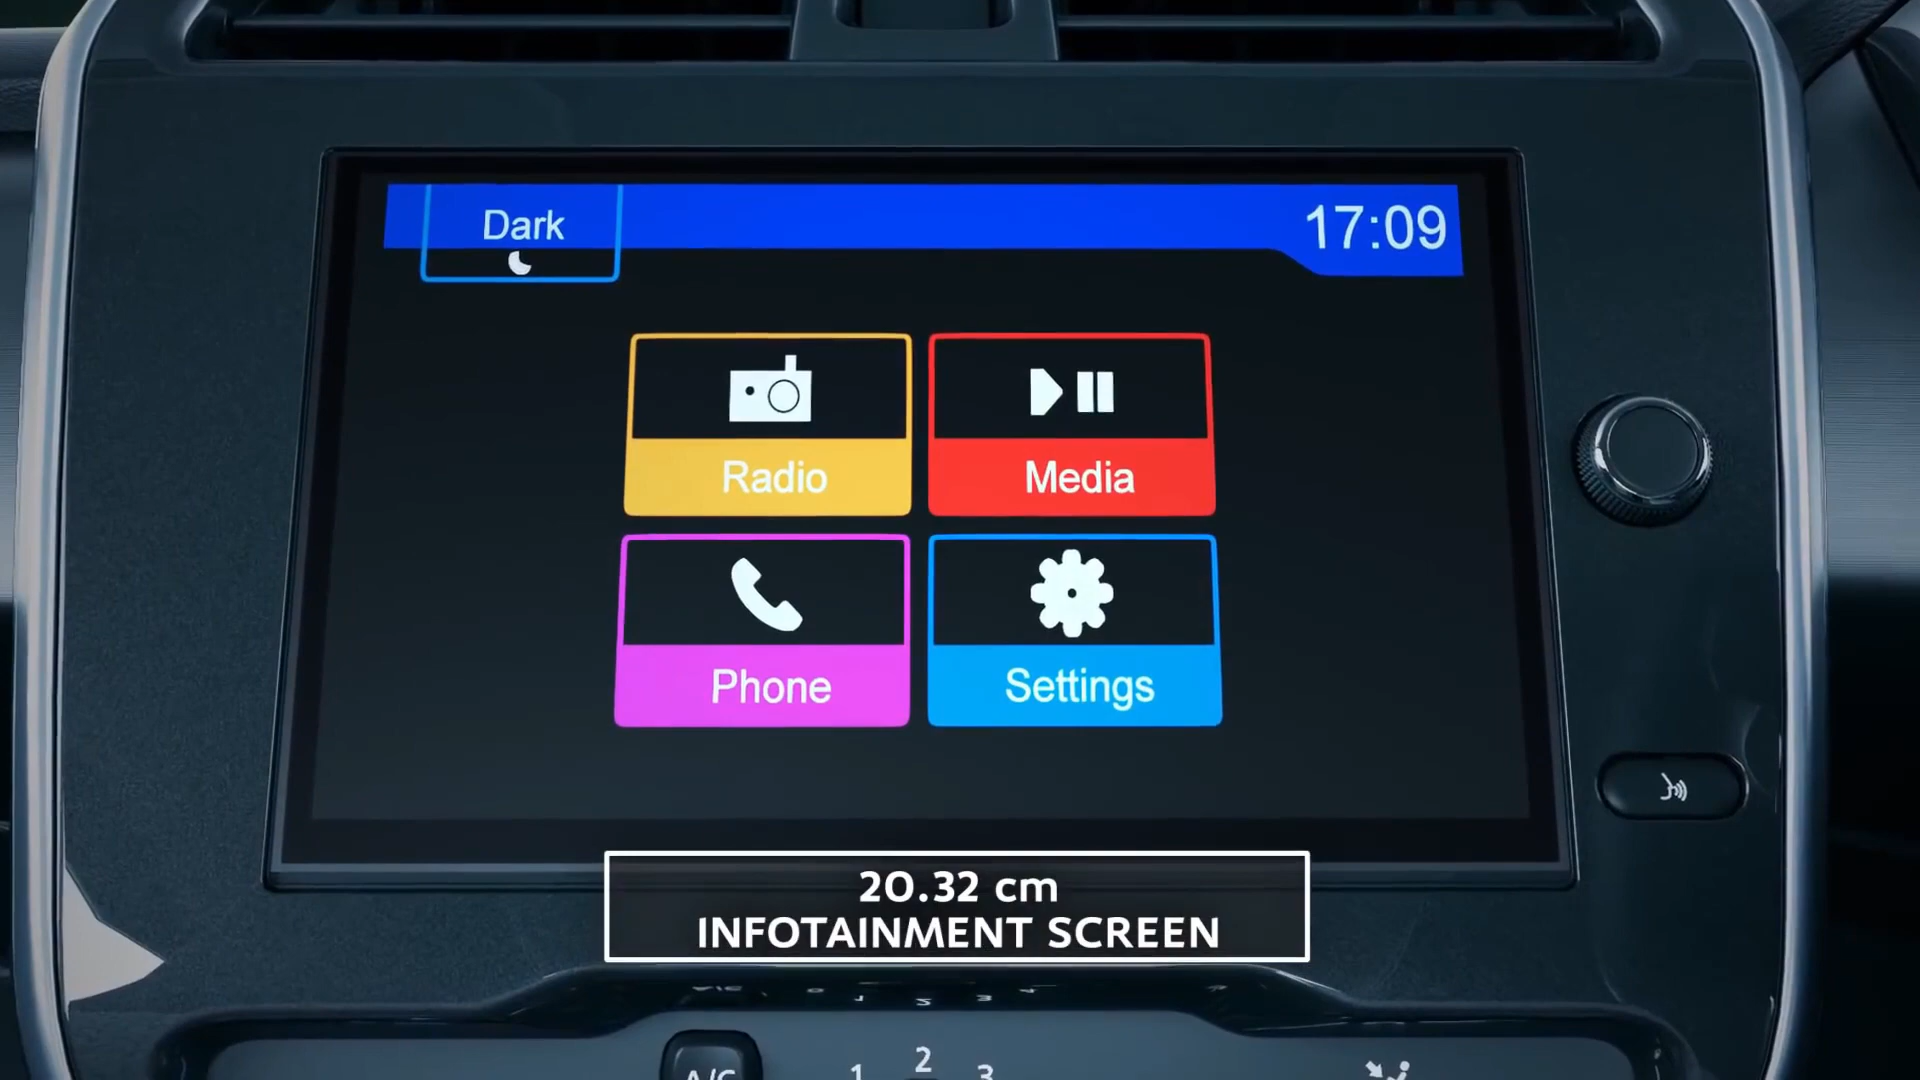 Dark
17:09
Radio
Media
Phone
Settings
20.32 cm
INFOTAINMENT SCREEN
A/C
1
2
3